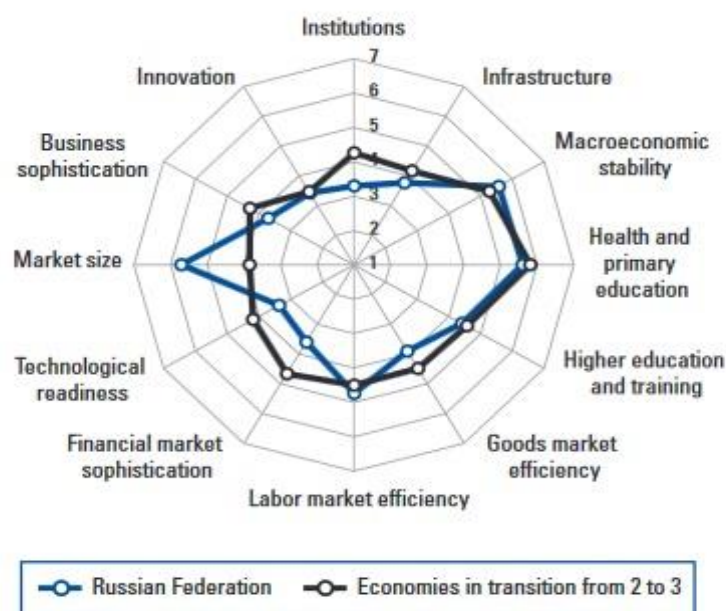 Institutions
Infrastructure
Macroeconomic
stability
Health and
primary
education
Higher education
and training
Goods market
efficiency
Labor market efficiency
Financial market
sophistication
Technological
readiness
Market size
Business
sophistication
Innovation
7
6
5
4
3
2
1
Russian Federation
Economies in transition from 2 to 3